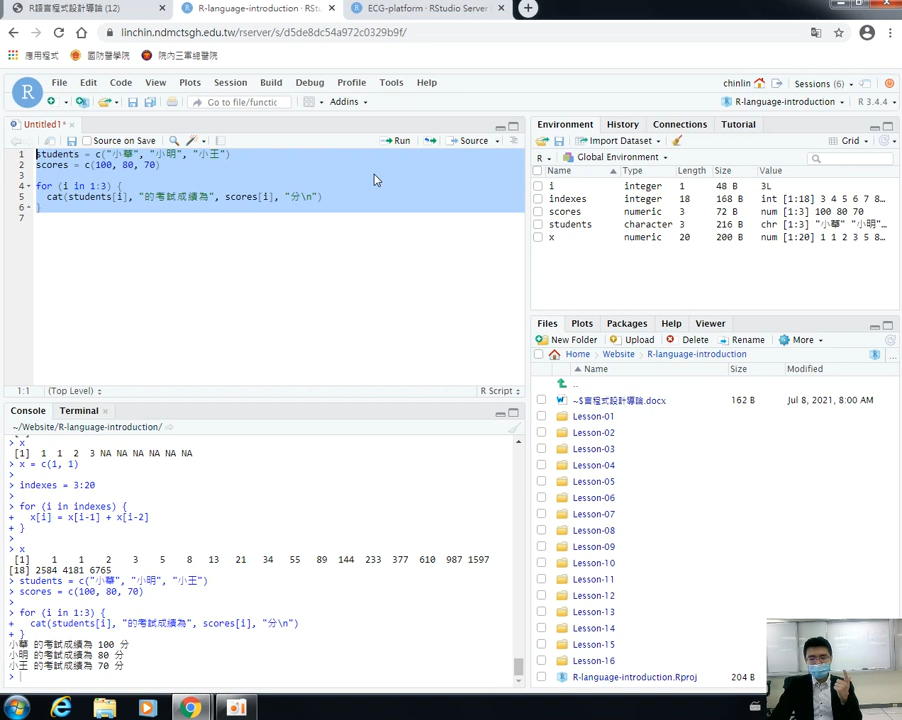 R語言程式設計導論 (12)
R-language-introduction - RSt
ECG-platform - RStudio Server
linchin.ndmctsgh.edu.tw/rserver/s/d5de8dc54a972c0329b9f/
應用程式 國防醫學院 院內三軍總醫院
File Edit Code View Plots Session Build Debug Profile Tools Help
chinlin Sessions (6)
Go to file/functic Addins
R-language-introduction R 3.4.4
Untitled1*
Source on Save Run Source
1 students = c("小華", "小明", "小王")
2 scores = c(100, 80, 70)
3
4 for (i in 1:3) {
5 cat(students[i], "的考試成績為", scores[i], "分\n")
6 }
7
1:1 (Top Level) R Script
Environment History Connections Tutorial
Import Dataset Grid
R Global Environment
Name Type Length Size Value
i integer 1 48 B 3L
indexes integer 18 168 B int [1:18] 3 4 5 6 7 8…
scores numeric 3 72 B num [1:3] 100 80 70
students character 3 216 B chr [1:3] "小華" "小明"…
x numeric 20 200 B num [1:20] 1 1 2 3 5 8…
Console Terminal
~/Website/R-language-introduction/
> x
[1] 1 1 2 3 NA NA NA NA NA NA
> x = c(1, 1)
>
> indexes = 3:20
>
> for (i in indexes) {
+ x[i] = x[i-1] + x[i-2]
+ }
>
> x
[1] 1 1 2 3 5 8 13 21 34 55 89 144 233 377 610 987 1597
[18] 2584 4181 6765
> students = c("小華", "小明", "小王")
> scores = c(100, 80, 70)
>
> for (i in 1:3) {
+ cat(students[i], "的考試成績為", scores[i], "分\n")
+ }
小華 的考試成績為 100 分
小明 的考試成績為 80 分
小王 的考試成績為 70 分
>
Files Plots Packages Help Viewer
New Folder Upload Delete Rename More
Home Website R-language-introduction
Name Size Modified
..
~$言程式設計導論.docx 162 B Jul 8, 2021, 8:00 AM
Lesson-01
Lesson-02
Lesson-03
Lesson-04
Lesson-05
Lesson-06
Lesson-07
Lesson-08
Lesson-09
Lesson-10
Lesson-11
Lesson-12
Lesson-13
Lesson-14
Lesson-15
Lesson-16
R-language-introduction.Rproj 204 B